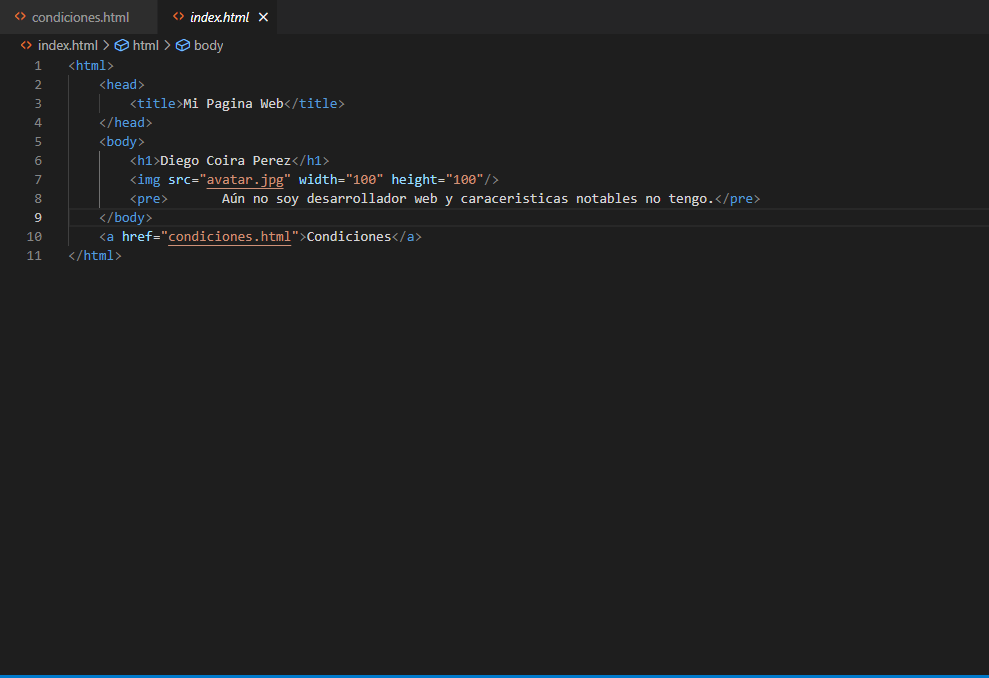 condiciones.html index.html
index.html html body
1 <html>
2 <head>
3 <title>Mi Pagina Web</title>
4 </head>
5 <body>
6 <h1>Diego Coira Perez</h1>
7 <img src="avatar.jpg" width="100" height="100"/>
8 <pre> Aún no soy desarrollador web y caraceristicas notables no tengo.</pre>
9 </body>
10 <a href="condiciones.html">Condiciones</a>
11 </html>